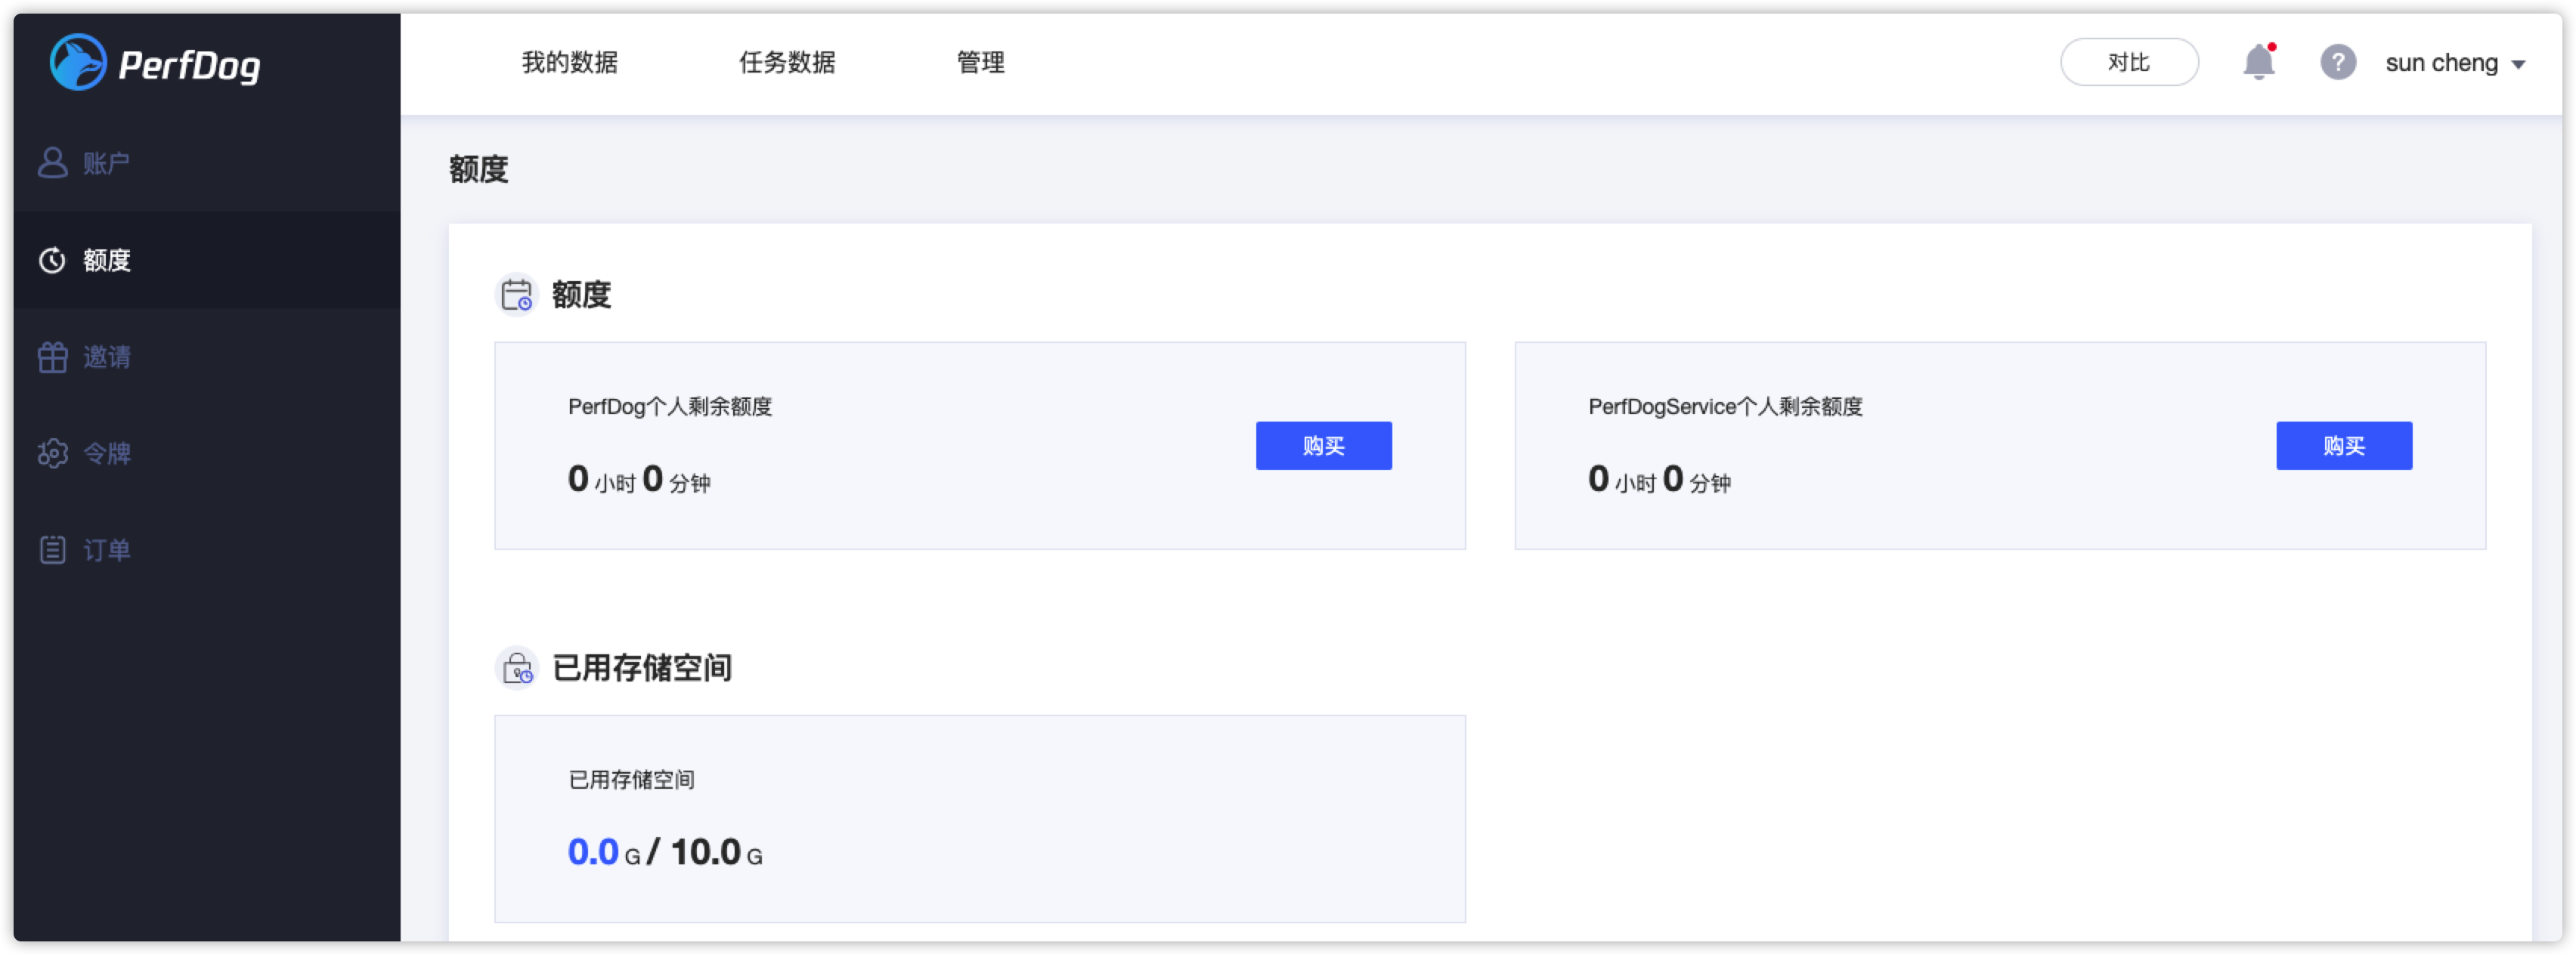 PerfDog
我的数据 任务数据 管理 对比 ? sun cheng
账户
额度
邀请
令牌
订单
额度
额度
PerfDog个人剩余额度
0 小时 0 分钟
购买
PerfDogService个人剩余额度
0 小时 0 分钟
购买
已用存储空间
已用存储空间
0.0 G / 10.0 G